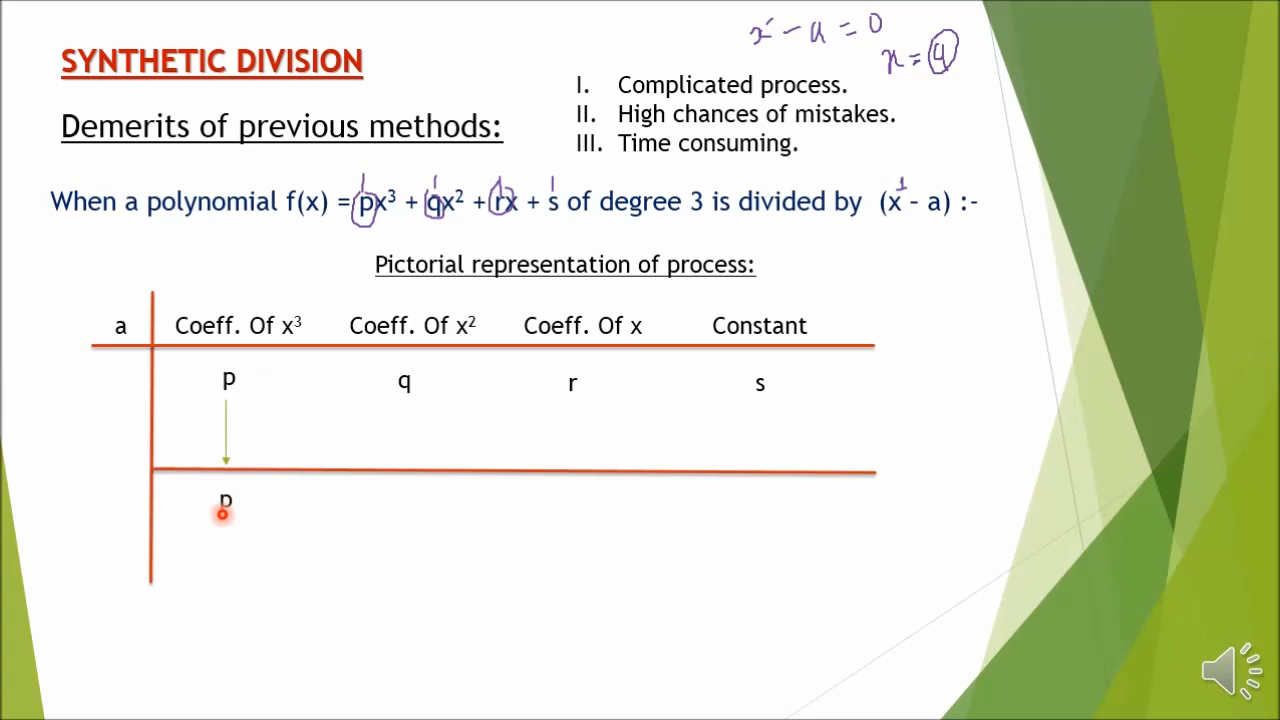 x - a = 0
x = a
SYNTHETIC DIVISION
I. Complicated process.
Demerits of previous methods:
II. High chances of mistakes.
III. Time consuming.
When a polynomial f(x) = px³ + qx² + rx + s of degree 3 is divided by (x – a) :-
Pictorial representation of process:
a Coeff. Of x³ Coeff. Of x² Coeff. Of x Constant
p q r s
p